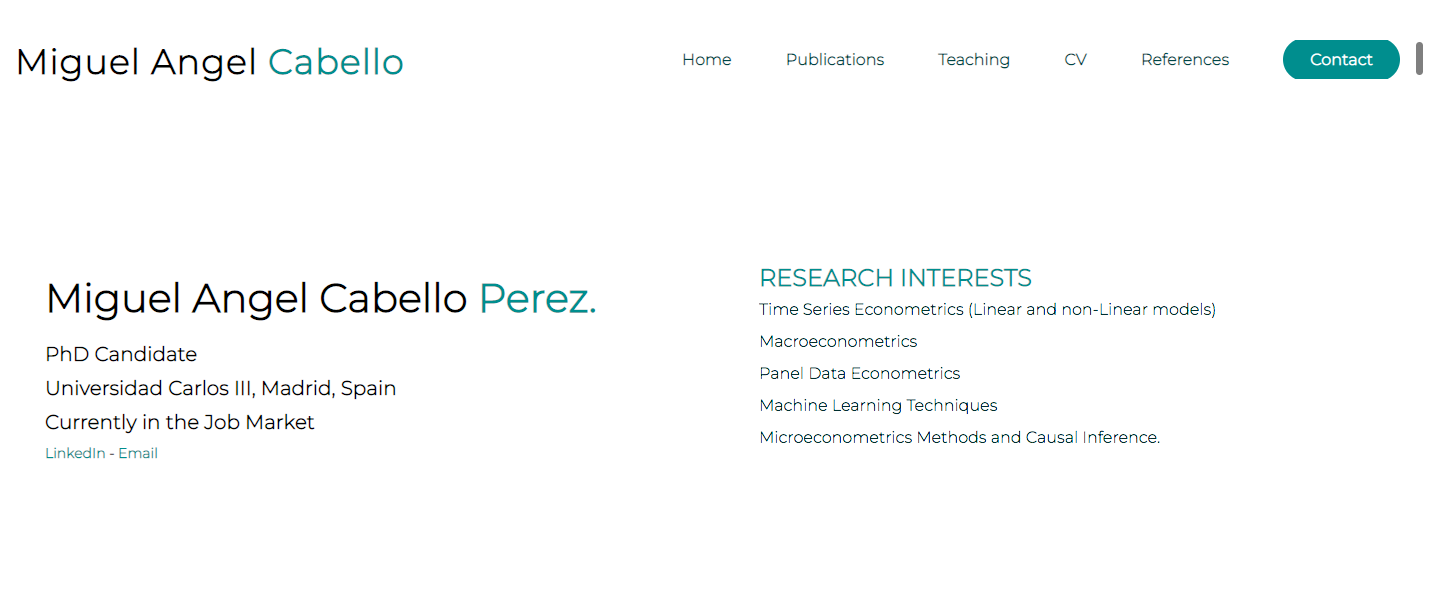 Miguel Angel Cabello
Home
Publications
Teaching
CV
References
Contact
Miguel Angel Cabello Perez.
PhD Candidate
Universidad Carlos III, Madrid, Spain
Currently in the Job Market
LinkedIn - Email
RESEARCH INTERESTS
Time Series Econometrics (Linear and non-Linear models)
Macroeconometrics
Panel Data Econometrics
Machine Learning Techniques
Microeconometrics Methods and Causal Inference.